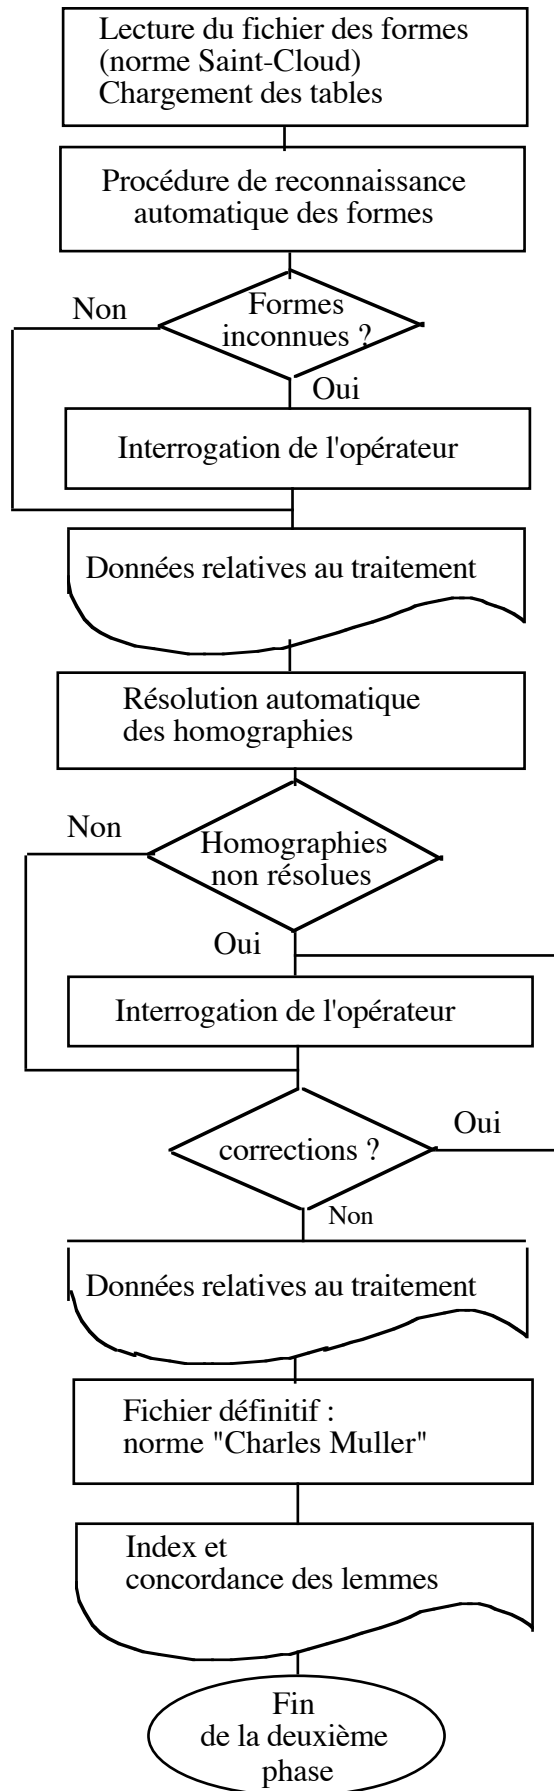 Lecture du fichier des formes
(norme Saint-Cloud)
Chargement des tables
Procédure de reconnaissance
automatique des formes
Non
Formes
inconnues ?
Oui
Interrogation de l'opérateur
Données relatives au traitement
Résolution automatique
des homographies
Non
Homographies
non résolues
Oui
Interrogation de l'opérateur
corrections ?
Oui
Non
Données relatives au traitement
Fichier définitif :
norme "Charles Muller"
Index et
concordance des lemmes
Fin
de la deuxième
phase